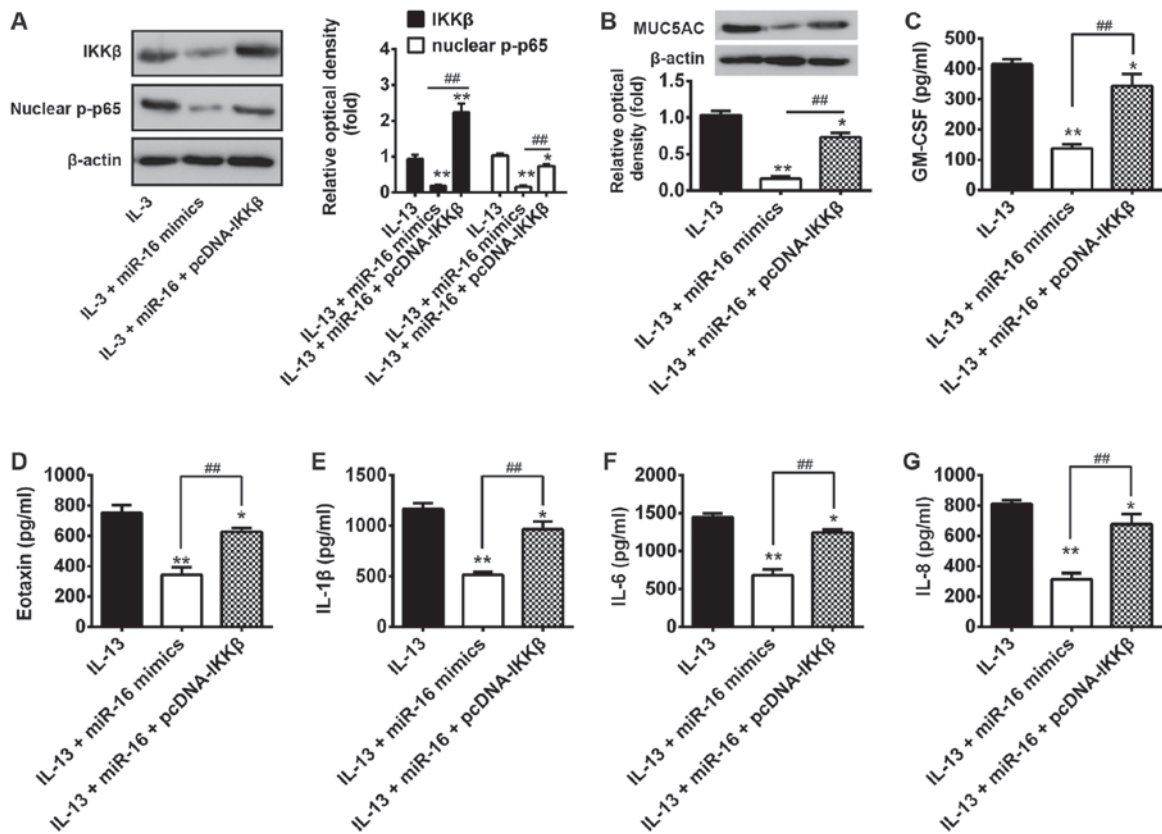 A
IKKβ
Nuclear p-p65
β-actin
IL-3
IL-3 + miR-16 mimics
IL-3 + miR-16 + pcDNA-IKKβ
IKKβ
nuclear p-p65
Relative optical density
(fold)
6
4
2
1
0
##
**
**
##
**
*
IL-13
IL-13 + miR-16 mimics
IL-13 + miR-16 + pcDNA-IKKβ
IL-13
IL-13 + miR-16 mimics
IL-13 + miR-16 + pcDNA-IKKβ
B
MUC5AC
β-actin
Relative optical
density (fold)
1.5
1.0
0.5
0.0
##
**
*
IL-13
IL-13 + miR-16 mimics
IL-13 + miR-16 + pcDNA-IKKβ
C
GM-CSF (pg/ml)
500
400
300
200
100
0
##
**
*
IL-13
IL-13 + miR-16 mimics
IL-13 + miR-16 + pcDNA-IKKβ
D
Eotaxin (pg/ml)
1000
800
600
400
200
0
##
**
*
IL-13
IL-13 + miR-16 mimics
IL-13 + miR-16 + pcDNA-IKKβ
E
IL-1β (pg/ml)
1500
1000
500
0
##
**
*
IL-13
IL-13 + miR-16 mimics
IL-13 + miR-16 + pcDNA-IKKβ
F
IL-6 (pg/ml)
2000
1500
1000
500
0
##
**
*
IL-13
IL-13 + miR-16 mimics
IL-13 + miR-16 + pcDNA-IKKβ
G
IL-8 (pg/ml)
1000
800
600
400
200
0
##
**
*
IL-13
IL-13 + miR-16 mimics
IL-13 + miR-16 + pcDNA-IKKβ